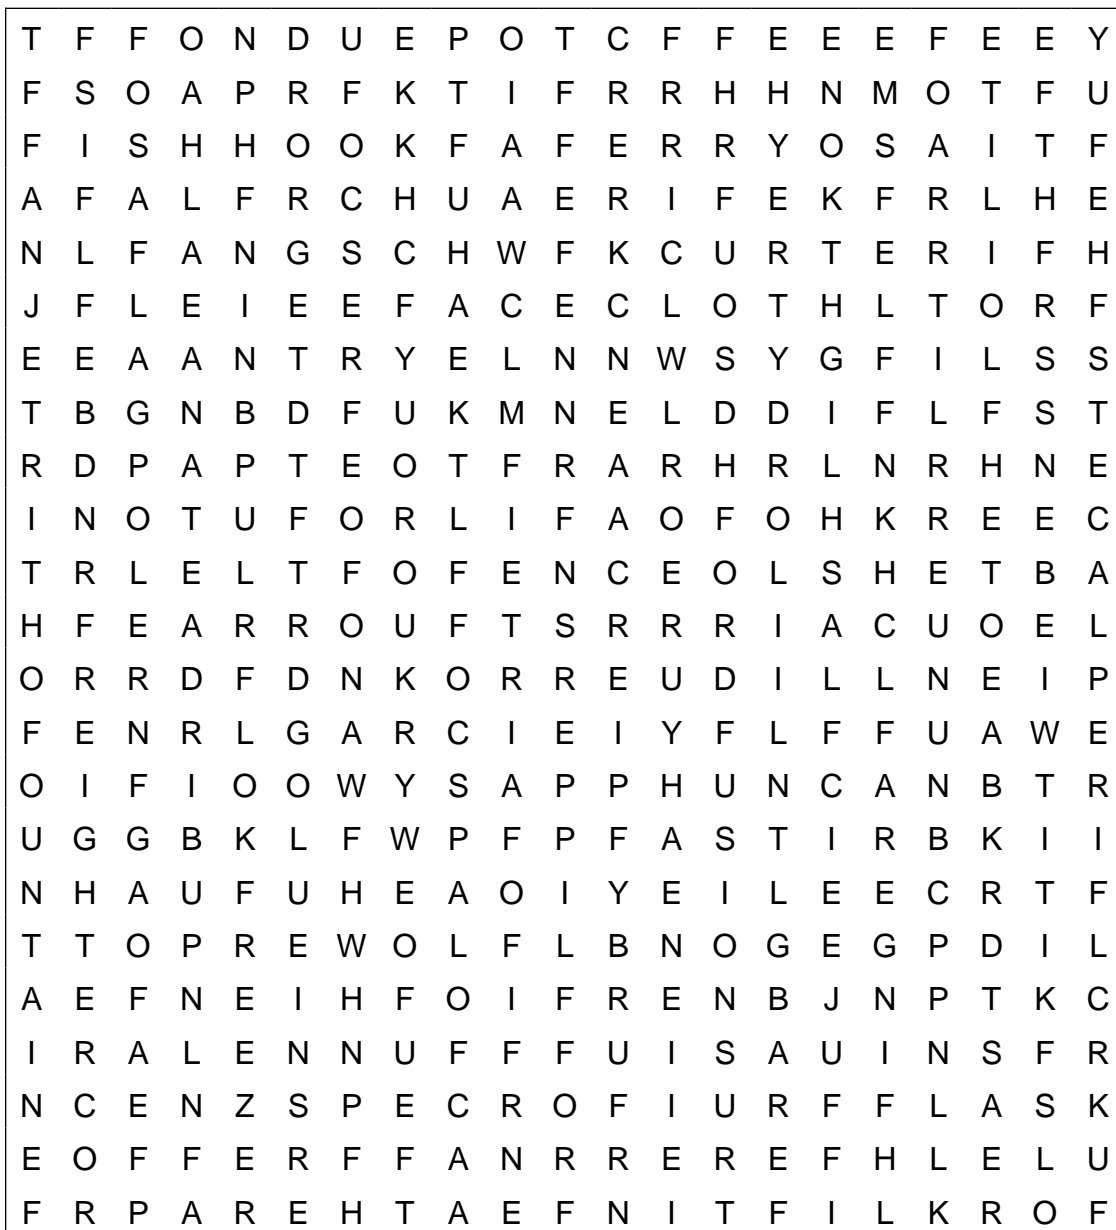 T F F O N D U E P O T C F F E E E F E E Y
F S O A P R F K T I F R R H H N M O T F U
F I S H H O O K F A F E R R Y O S A I T F
A F A L F R C H U A E R I F E K F R L H E
N L F A N G S C H W F K C U R T E R I F H
J F L E I E E F A C E C L O T H L T O R F
E E A A N T R Y E L N N W S Y G F I L S S
T B G N B D F U K M N E L D D I F L F S T
R D P A P T E O T F R A R H R L N R H N E
I N O T U F O R L I F A O F O H K R E E C
T R L E L T F O F E N C E O L S H E T B A
H F E A R R O U F T S R R R I A C U O E L
O R R D F D N K O R R E U D I L L N E I P
F E N R L G A R C I E I Y F L F F U A W E
O I F I O O W Y S A P P H U N C A N B T R
U G G B K L F W P F P F A S T I R B K I I
N H A U F U H E A O I Y E I L E E C R T F
T T O P R E W O L F L B N O G E G P D I L
A E F N E I H F O I F R E N B J N P T K C
I R A L E N N U F F F U I S A U I N S F R
N C E N Z S P E C R O F I U R F F L A S K
E O F F E R F F A N R R E R E F H L E L U
F R P A R E H T A E F N I T F I L K R O F